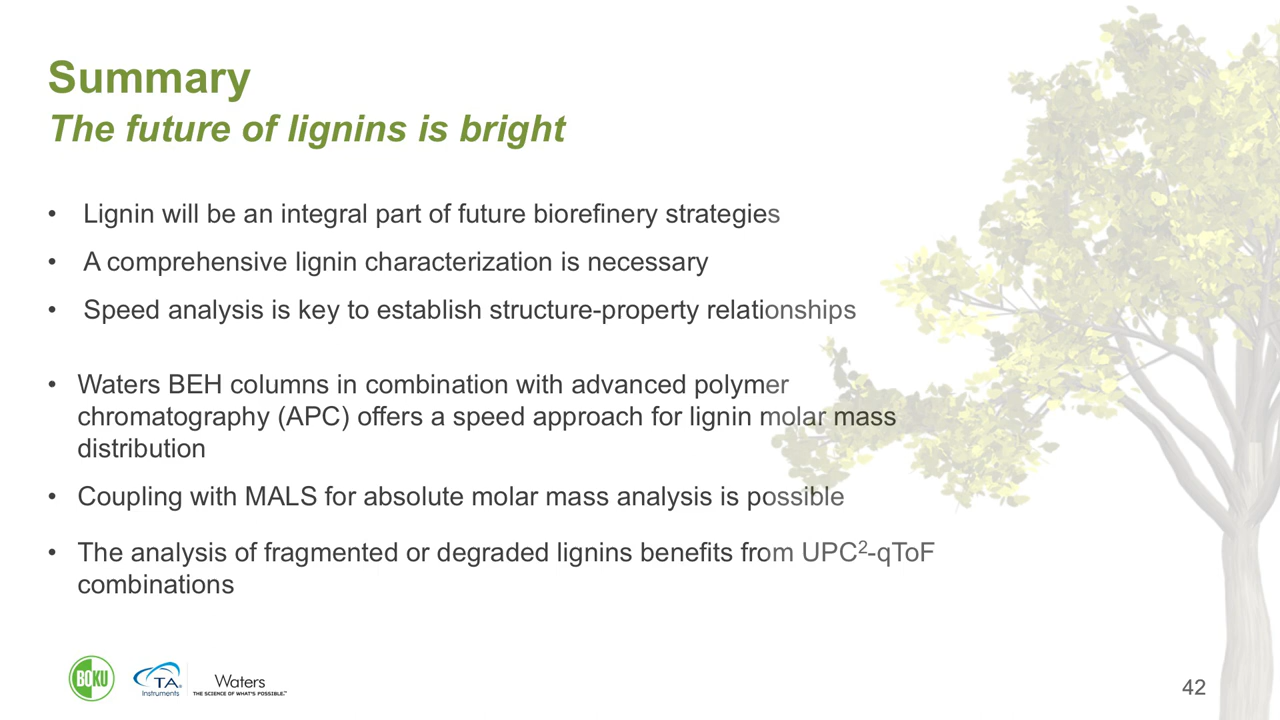 Summary
The future of lignins is bright
• Lignin will be an integral part of future biorefinery strategies
• A comprehensive lignin characterization is necessary
• Speed analysis is key to establish structure-property relationships
• Waters BEH columns in combination with advanced polymer
chromatography (APC) offers a speed approach for lignin molar mass
distribution
• Coupling with MALS for absolute molar mass analysis is possible
• The analysis of fragmented or degraded lignins benefits from UPC²-qToF
combinations
BOKU
TA
Instruments
Waters
THE SCIENCE OF WHAT'S POSSIBLE.™
42